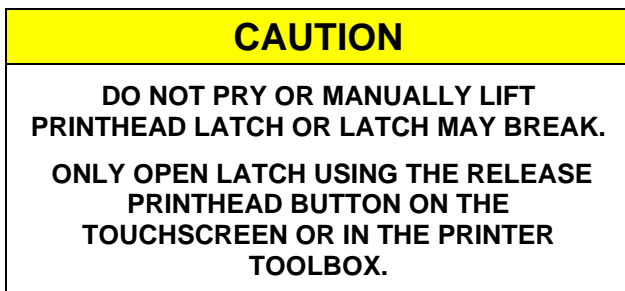 CAUTION
DO NOT PRY OR MANUALLY LIFT
PRINTHEAD LATCH OR LATCH MAY BREAK.
ONLY OPEN LATCH USING THE RELEASE
PRINTHEAD BUTTON ON THE
TOUCHSCREEN OR IN THE PRINTER
TOOLBOX.